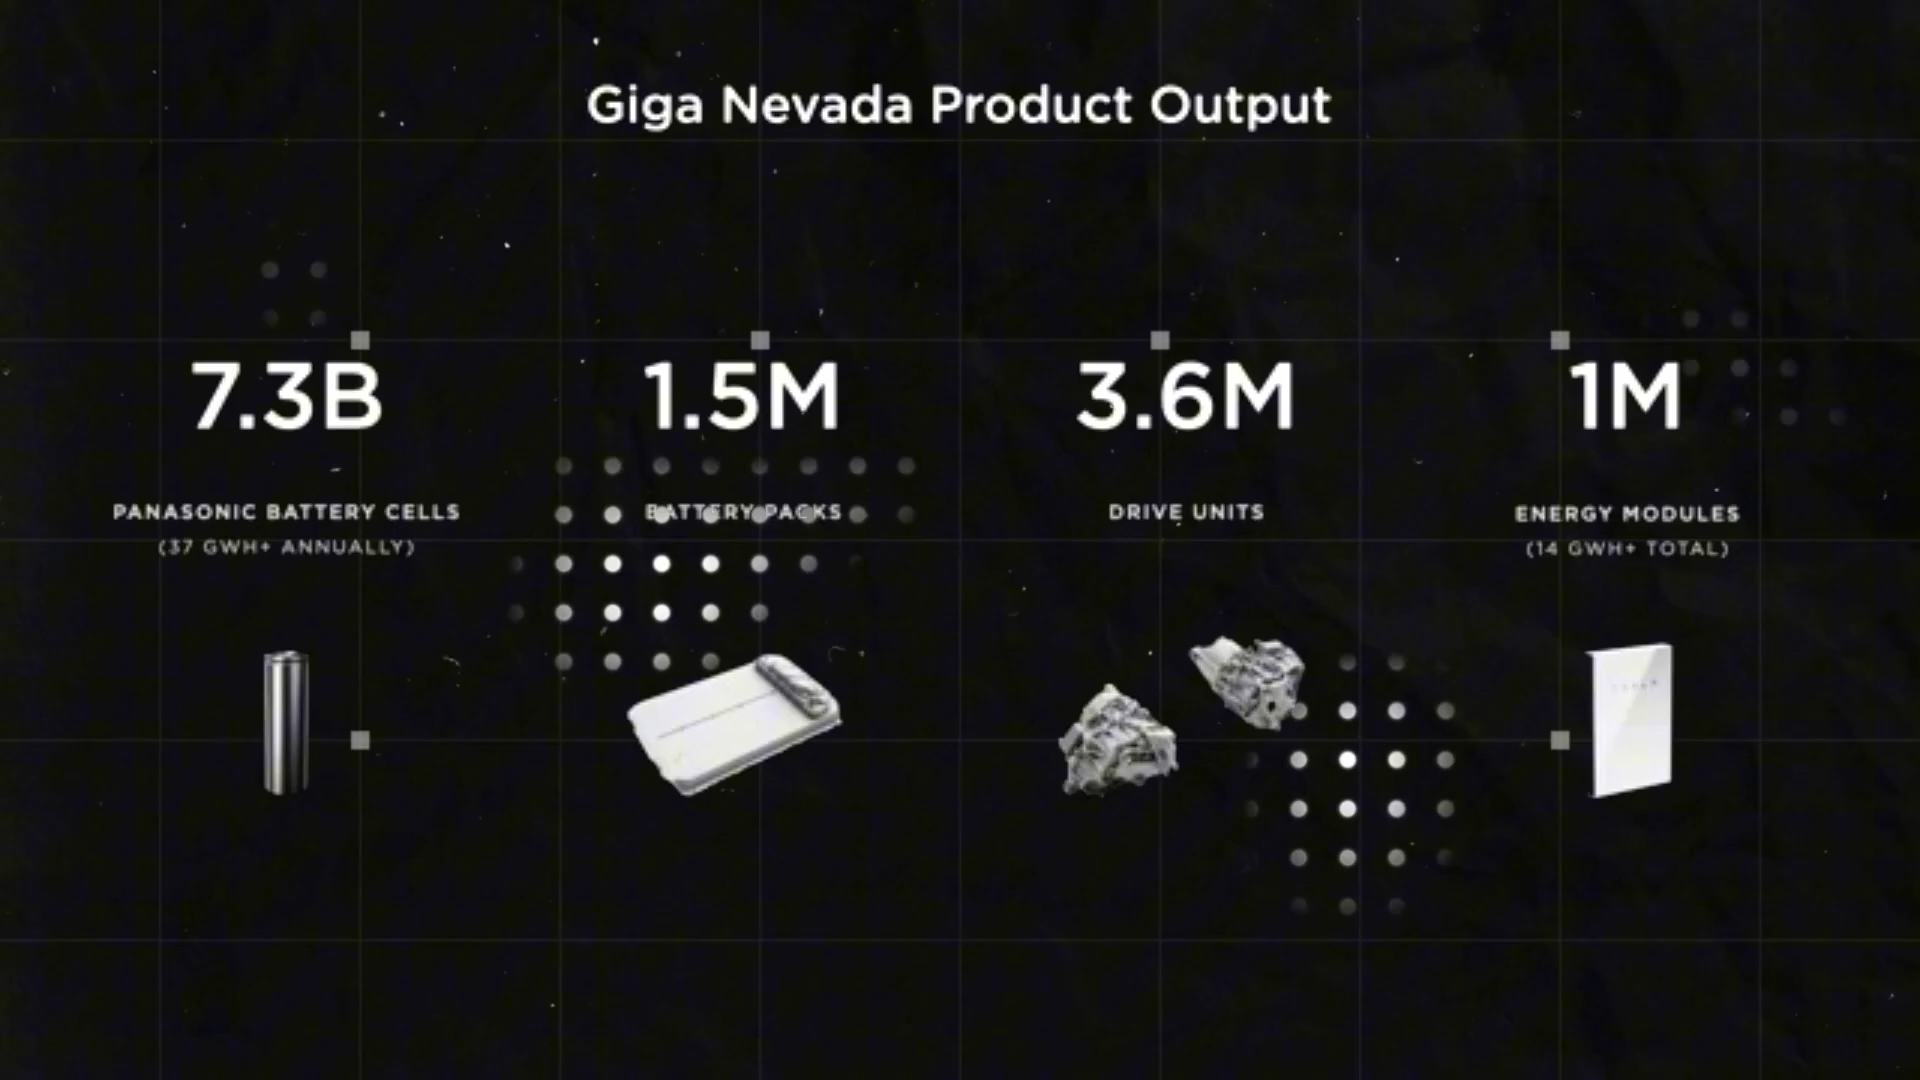 Giga Nevada Product Output
7.3B
1.5M
3.6M
1M
PANASONIC BATTERY CELLS
BATTERY PACKS
DRIVE UNITS
ENERGY MODULES
(37 GWH+ ANNUALLY)
(14 GWH+ TOTAL)